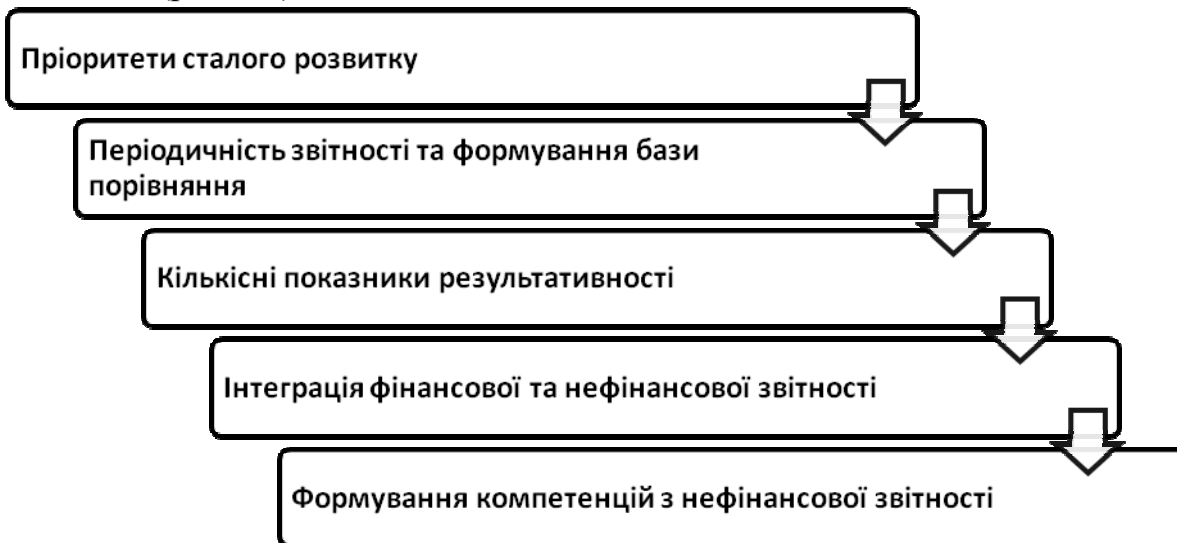 Пріоритети сталого розвитку
Періодичність звітності та формування бази
порівняння
Кількісні показники результативності
Інтеграція фінансової та нефінансової звітності
Формування компетенцій з нефінансової звітності